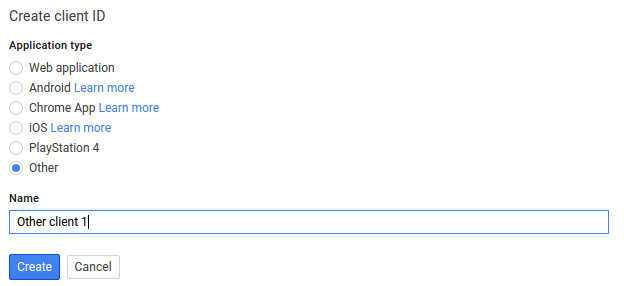 Create client ID
Application type
Web application
Android Learn more
Chrome App Learn more
iOS Learn more
PlayStation 4
Other
Name
Other client 1
Create Cancel